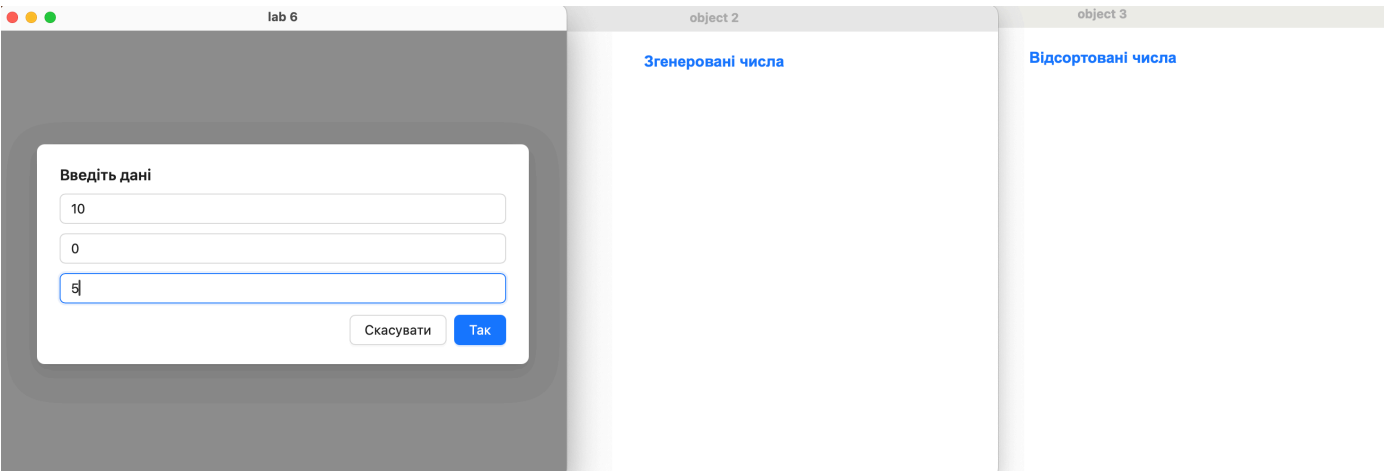 lab 6
object 2
object 3
Згенеровані числа
Відсортовані числа
Введіть дані
10
0
5
Скасувати
Так